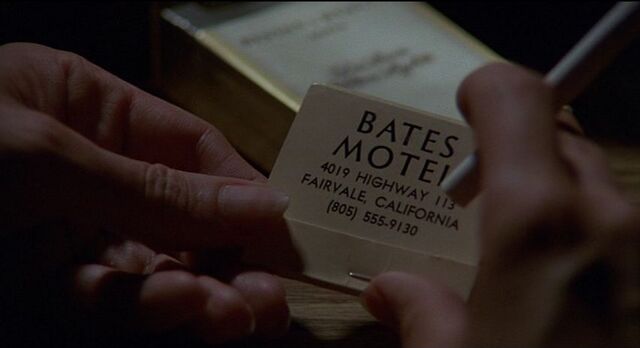 BATES
MOTEL
4019 HIGHWAY 113
FAIRVALE, CALIFORNIA
(805) 555-9130